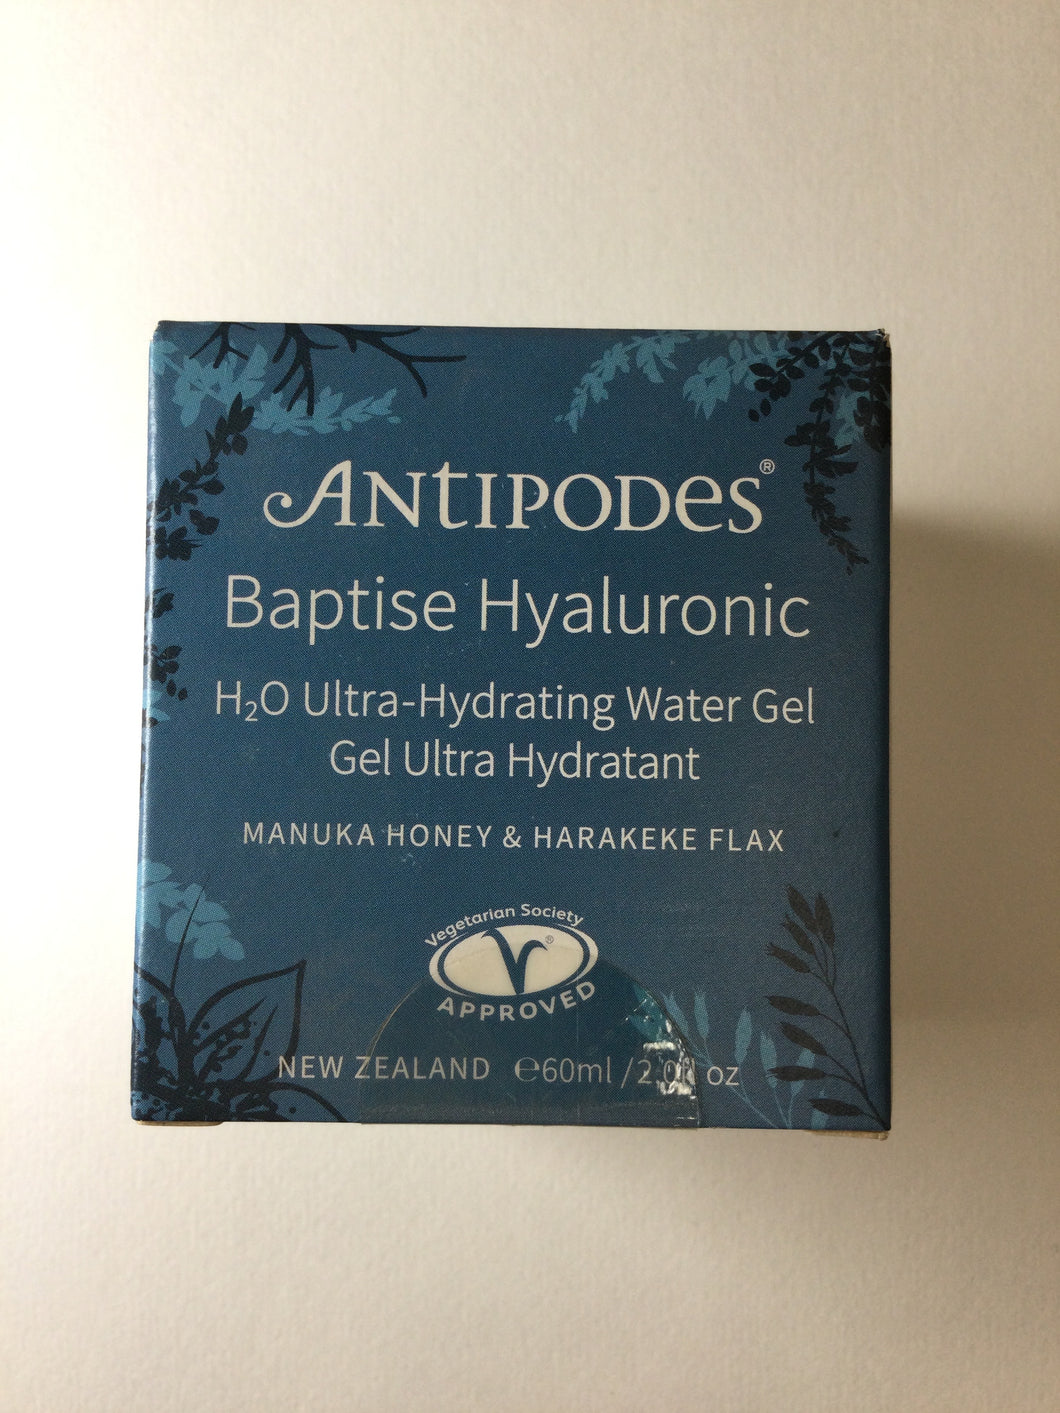 ANTIPODES®
Baptise Hyaluronic
H₂O Ultra-Hydrating Water Gel
Gel Ultra Hydratant
MANUKA HONEY & HARAKEKE FLAX
Vegetarian Society
V®
APPROVED
NEW ZEALAND ℮60ml / oz